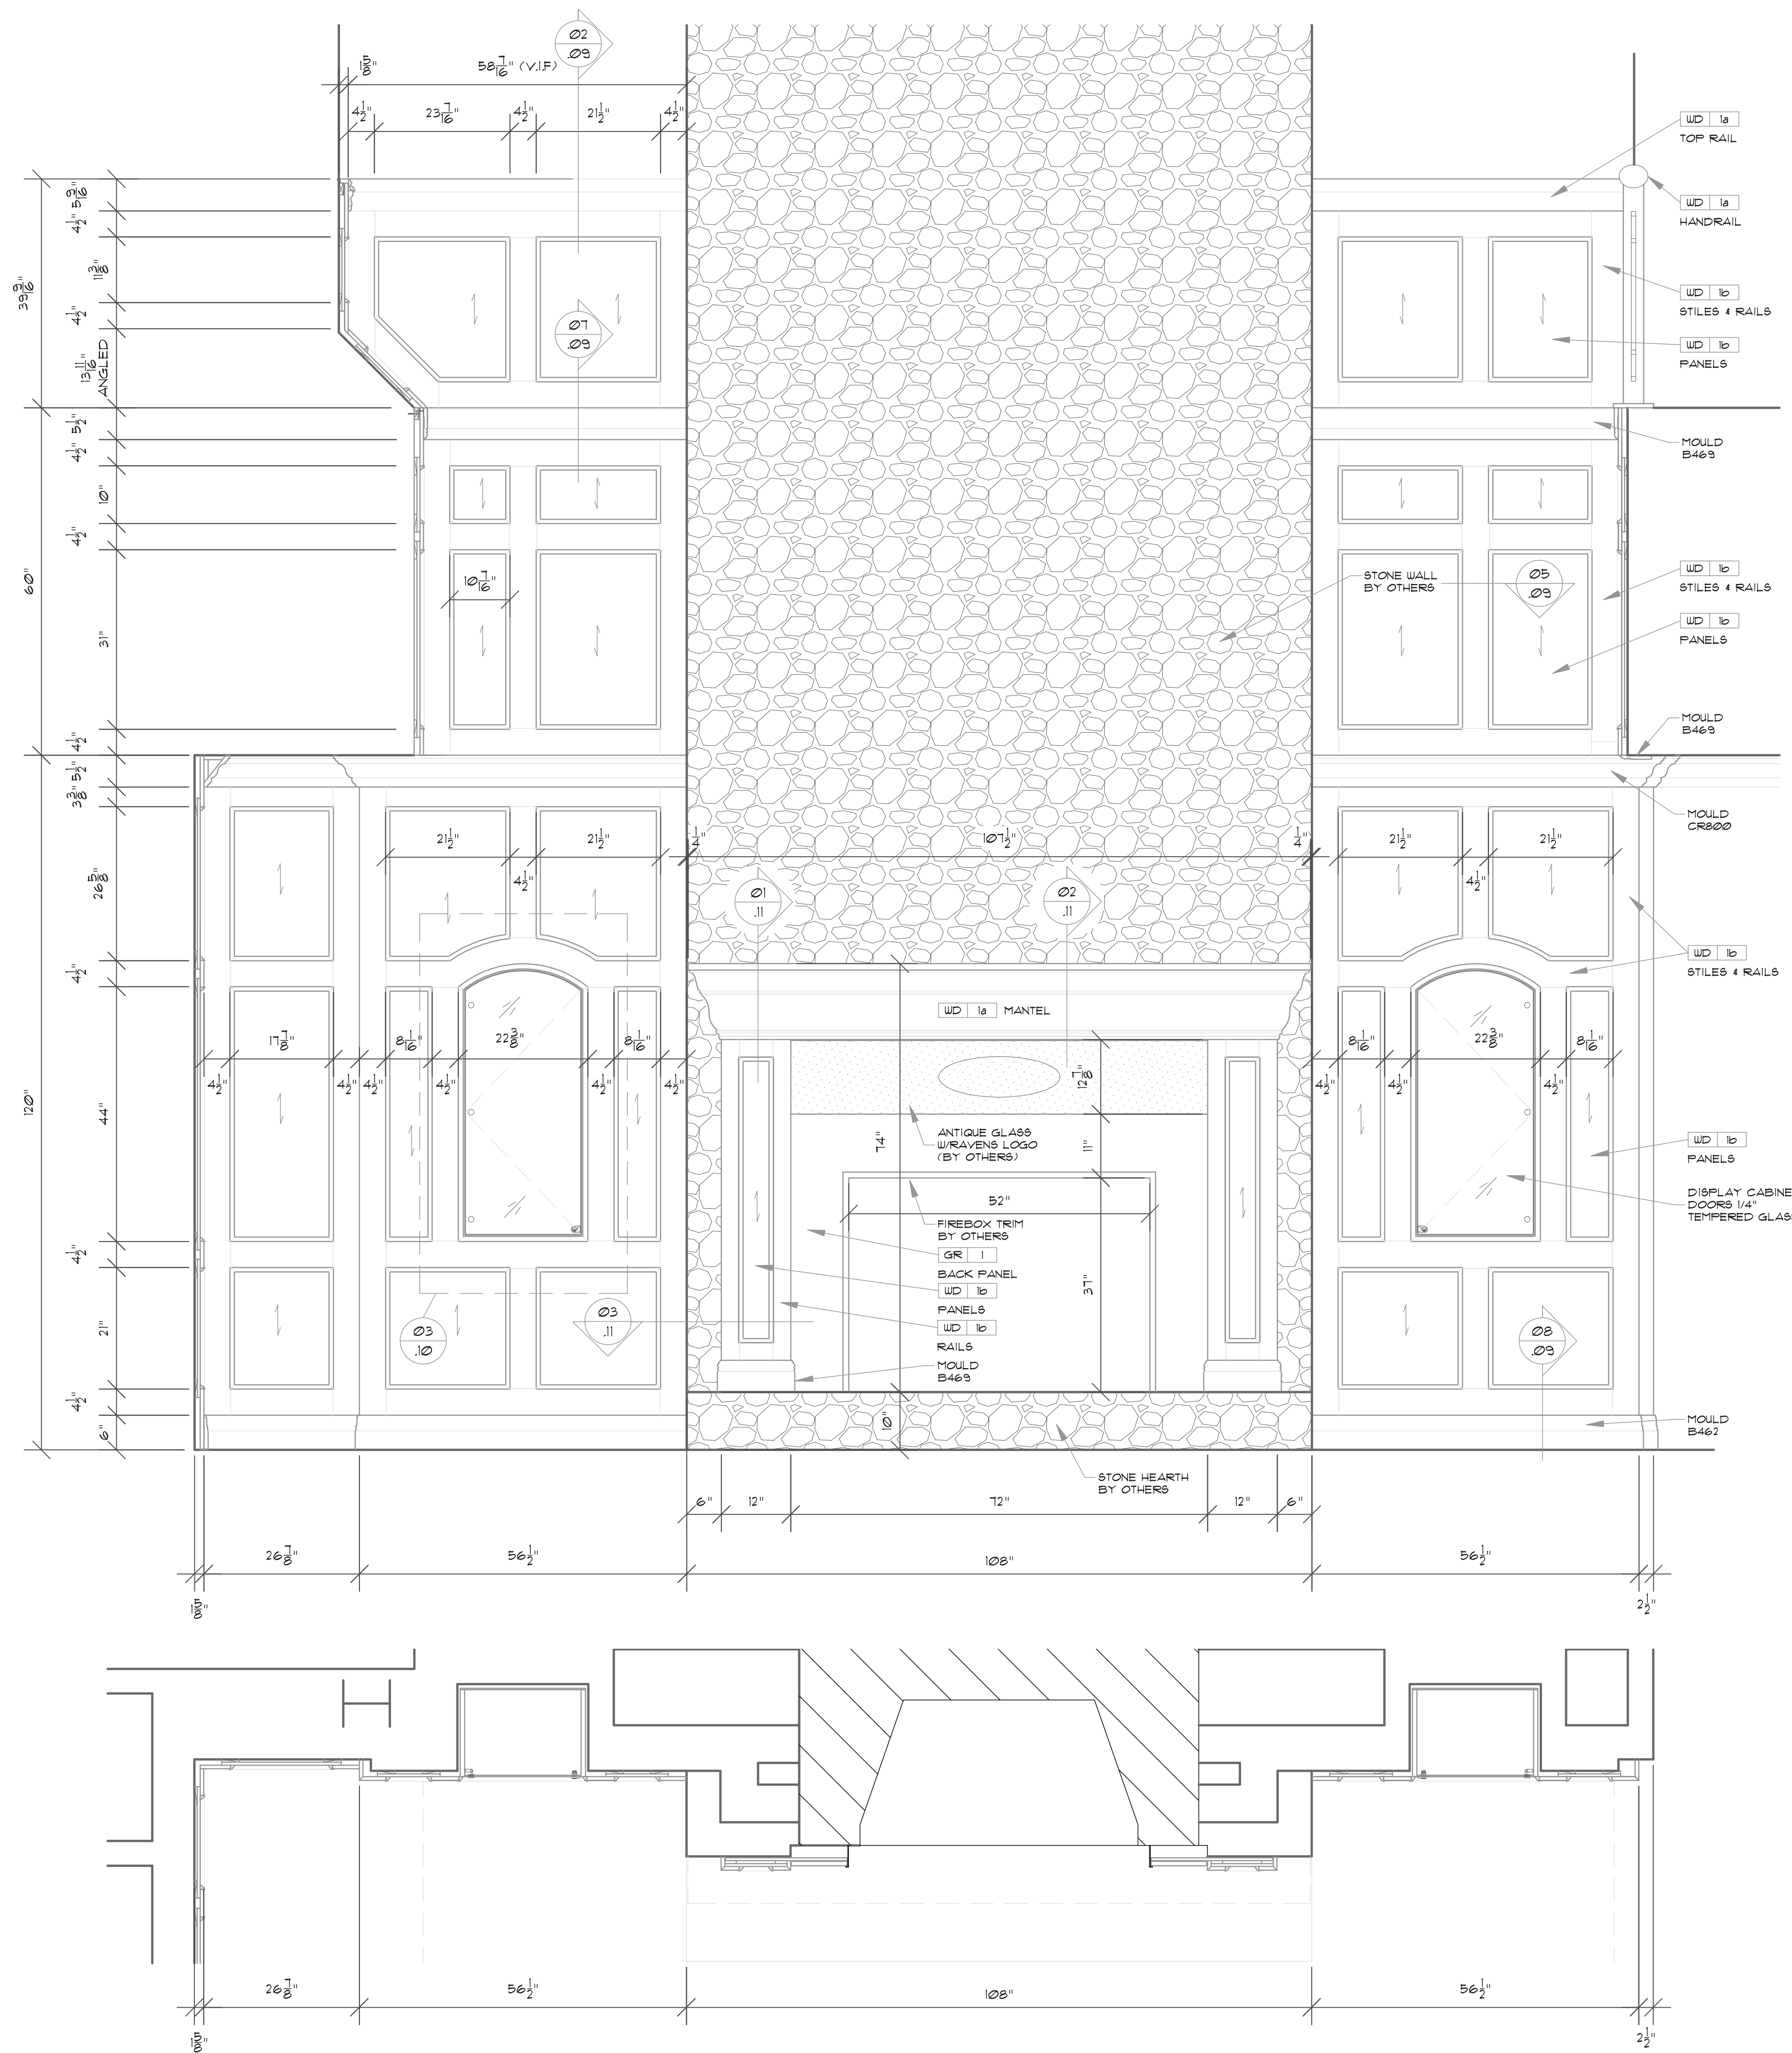 Ø2
.09
1 5/8"
58 7/16" (V.I.F)
4 1/2"
23 7/16"
4 1/2"
21 1/2"
4 1/2"
WD 1a
TOP RAIL
WD 1a
HANDRAIL
5 9/16"
4 1/2"
11 3/8"
4 1/2"
13 11/16"
ANGLED
39 9/16"
Ø7
.09
WD 1b
STILES & RAILS
WD 1b
PANELS
5 1/2"
4 1/2"
10"
4 1/2"
31"
4 1/2"
60"
10 7/16"
MOULD
B469
STONE WALL
BY OTHERS
Ø5
.09
WD 1b
STILES & RAILS
WD 1b
PANELS
MOULD
B469
MOULD
CR800
5 1/2"
3 3/8"
26 5/8"
4 1/2"
44"
4 1/2"
21"
4 1/2"
6"
120"
21 1/2"
4 1/2"
21 1/2"
1/4"
107 1/2"
1/4"
21 1/2"
4 1/2"
21 1/2"
Ø1
.11
Ø2
.11
WD 1b
STILES & RAILS
WD 1a MANTEL
17 7/8"
8 1/16"
22 3/8"
8 1/16"
4 1/2"
4 1/2"
4 1/2"
4 1/2"
4 1/2"
4 1/2"
8 1/16"
22 3/8"
8 1/16"
4 1/2"
4 1/2"
4 1/2"
12 7/8"
74"
11"
37"
10"
ANTIQUE GLASS
W/RAVENS LOGO
(BY OTHERS)
52"
FIREBOX TRIM
BY OTHERS
GR 1
BACK PANEL
WD 1b
PANELS
WD 1b
RAILS
MOULD
B469
WD 1b
PANELS
DISPLAY CABINE
DOORS 1/4"
TEMPERED GLAS
Ø3
.10
Ø3
.11
Ø8
.09
MOULD
B462
STONE HEARTH
BY OTHERS
6"
12"
72"
12"
6"
26 7/8"
56 1/2"
108"
56 1/2"
1 5/8"
2 1/2"
26 7/8"
56 1/2"
108"
56 1/2"
1 5/8"
2 1/2"